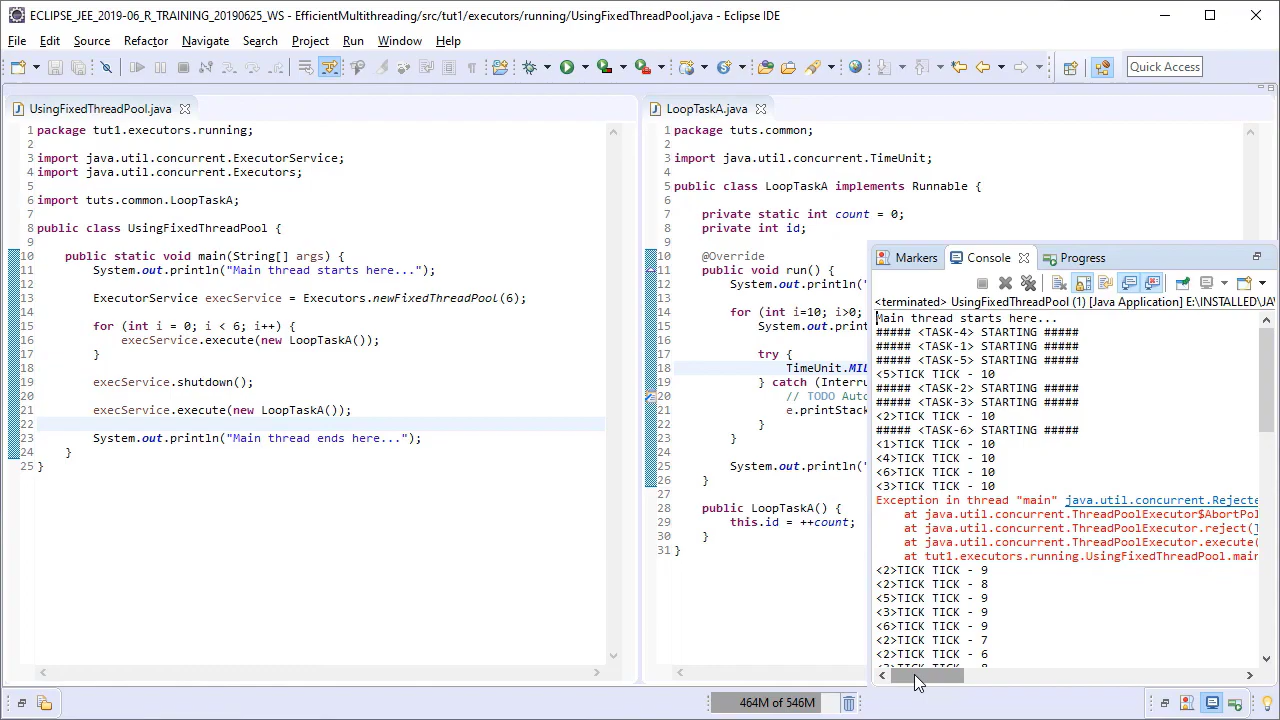 ECLIPSE_JEE_2019-06_R_TRAINING_20190625_WS - EfficientMultithreading/src/tut1/executors/running/UsingFixedThreadPool.java - Eclipse IDE
File Edit Source Refactor Navigate Search Project Run Window Help
Quick Access
UsingFixedThreadPool.java
1 package tut1.executors.running;
2
3 import java.util.concurrent.ExecutorService;
4 import java.util.concurrent.Executors;
5
6 import tuts.common.LoopTaskA;
7
8 public class UsingFixedThreadPool {
9
10 public static void main(String[] args) {
11 System.out.println("Main thread starts here...");
12
13 ExecutorService execService = Executors.newFixedThreadPool(6);
14
15 for (int i = 0; i < 6; i++) {
16 execService.execute(new LoopTaskA());
17 }
18
19 execService.shutdown();
20
21 execService.execute(new LoopTaskA());
22
23 System.out.println("Main thread ends here...");
24 }
25 }
LoopTaskA.java
1 package tuts.common;
2
3 import java.util.concurrent.TimeUnit;
4
5 public class LoopTaskA implements Runnable {
6
7 private static int count = 0;
8 private int id;
9
10 @Override
11 public void run() {
12 System.out.println("
13
14 for (int i=10; i>0;
15 System.out.print
16
17 try {
18 TimeUnit.MIL
19 } catch (Interru
20 // TODO Auto
21 e.printStack
22 }
23 }
24
25 System.out.println("
26 }
27
28 public LoopTaskA() {
29 this.id = ++count;
30 }
31 }
Markers Console Progress
<terminated> UsingFixedThreadPool (1) [Java Application] E:\INSTALLED\JA
Main thread starts here...
##### <TASK-4> STARTING #####
##### <TASK-1> STARTING #####
##### <TASK-5> STARTING #####
<5>TICK TICK - 10
##### <TASK-2> STARTING #####
##### <TASK-3> STARTING #####
<2>TICK TICK - 10
##### <TASK-6> STARTING #####
<1>TICK TICK - 10
<4>TICK TICK - 10
<6>TICK TICK - 10
<3>TICK TICK - 10
Exception in thread "main" java.util.concurrent.Rejecte
at java.util.concurrent.ThreadPoolExecutor$AbortPol
at java.util.concurrent.ThreadPoolExecutor.reject(
at java.util.concurrent.ThreadPoolExecutor.execute(
at tut1.executors.running.UsingFixedThreadPool.main
<2>TICK TICK - 9
<2>TICK TICK - 8
<5>TICK TICK - 9
<3>TICK TICK - 9
<6>TICK TICK - 9
<2>TICK TICK - 7
<2>TICK TICK - 6
464M of 546M